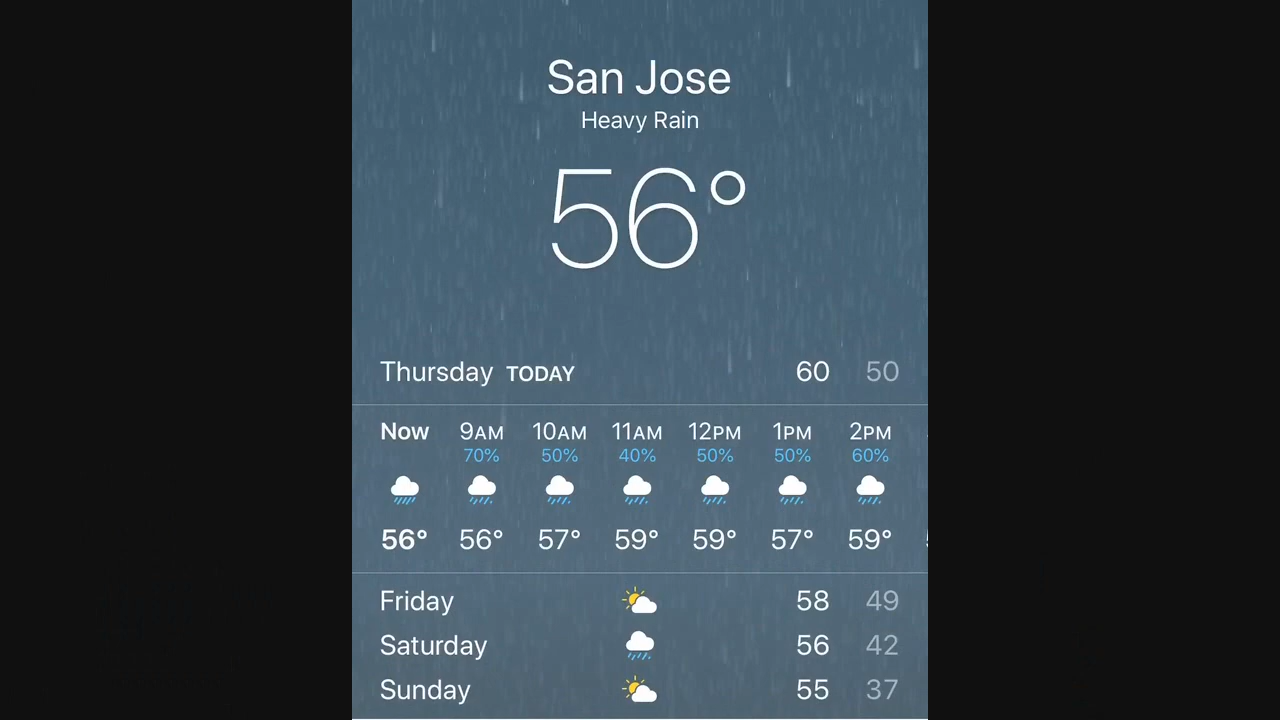 San Jose
Heavy Rain
56°
Thursday TODAY 60 50
Now 9AM 10AM 11AM 12PM 1PM 2PM
70% 50% 40% 50% 50% 60%
56° 56° 57° 59° 59° 57° 59°
Friday 58 49
Saturday 56 42
Sunday 55 37